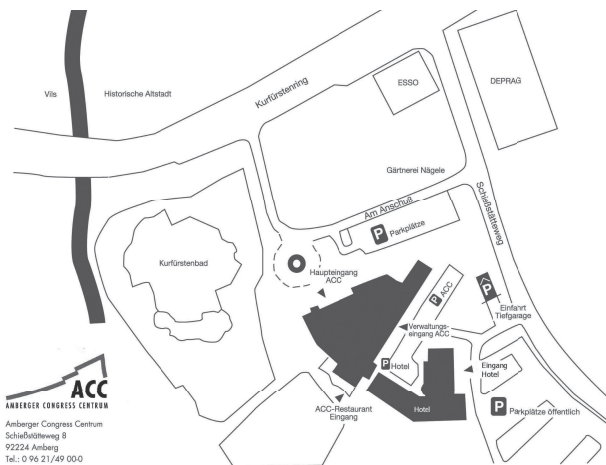 Vils
Historische Altstadt
Kurfürstenring
ESSO
DEPRAG
Gärtnerei Nägele
Am Anschuß
Schießstätteweg
P Parkplätze
Kurfürstenbad
Haupteingang
ACC
P ACC
P
Einfahrt
Tiefgarage
Verwaltungs-
eingang ACC
P Hotel
Eingang
Hotel
ACC-Restaurant
Eingang
Hotel
P Parkplätze öffentlich
ACC
AMBERGER CONGRESS CENTRUM
Amberger Congress Centrum
Schießstätteweg 8
92224 Amberg
Tel.: 0 96 21/49 00-0